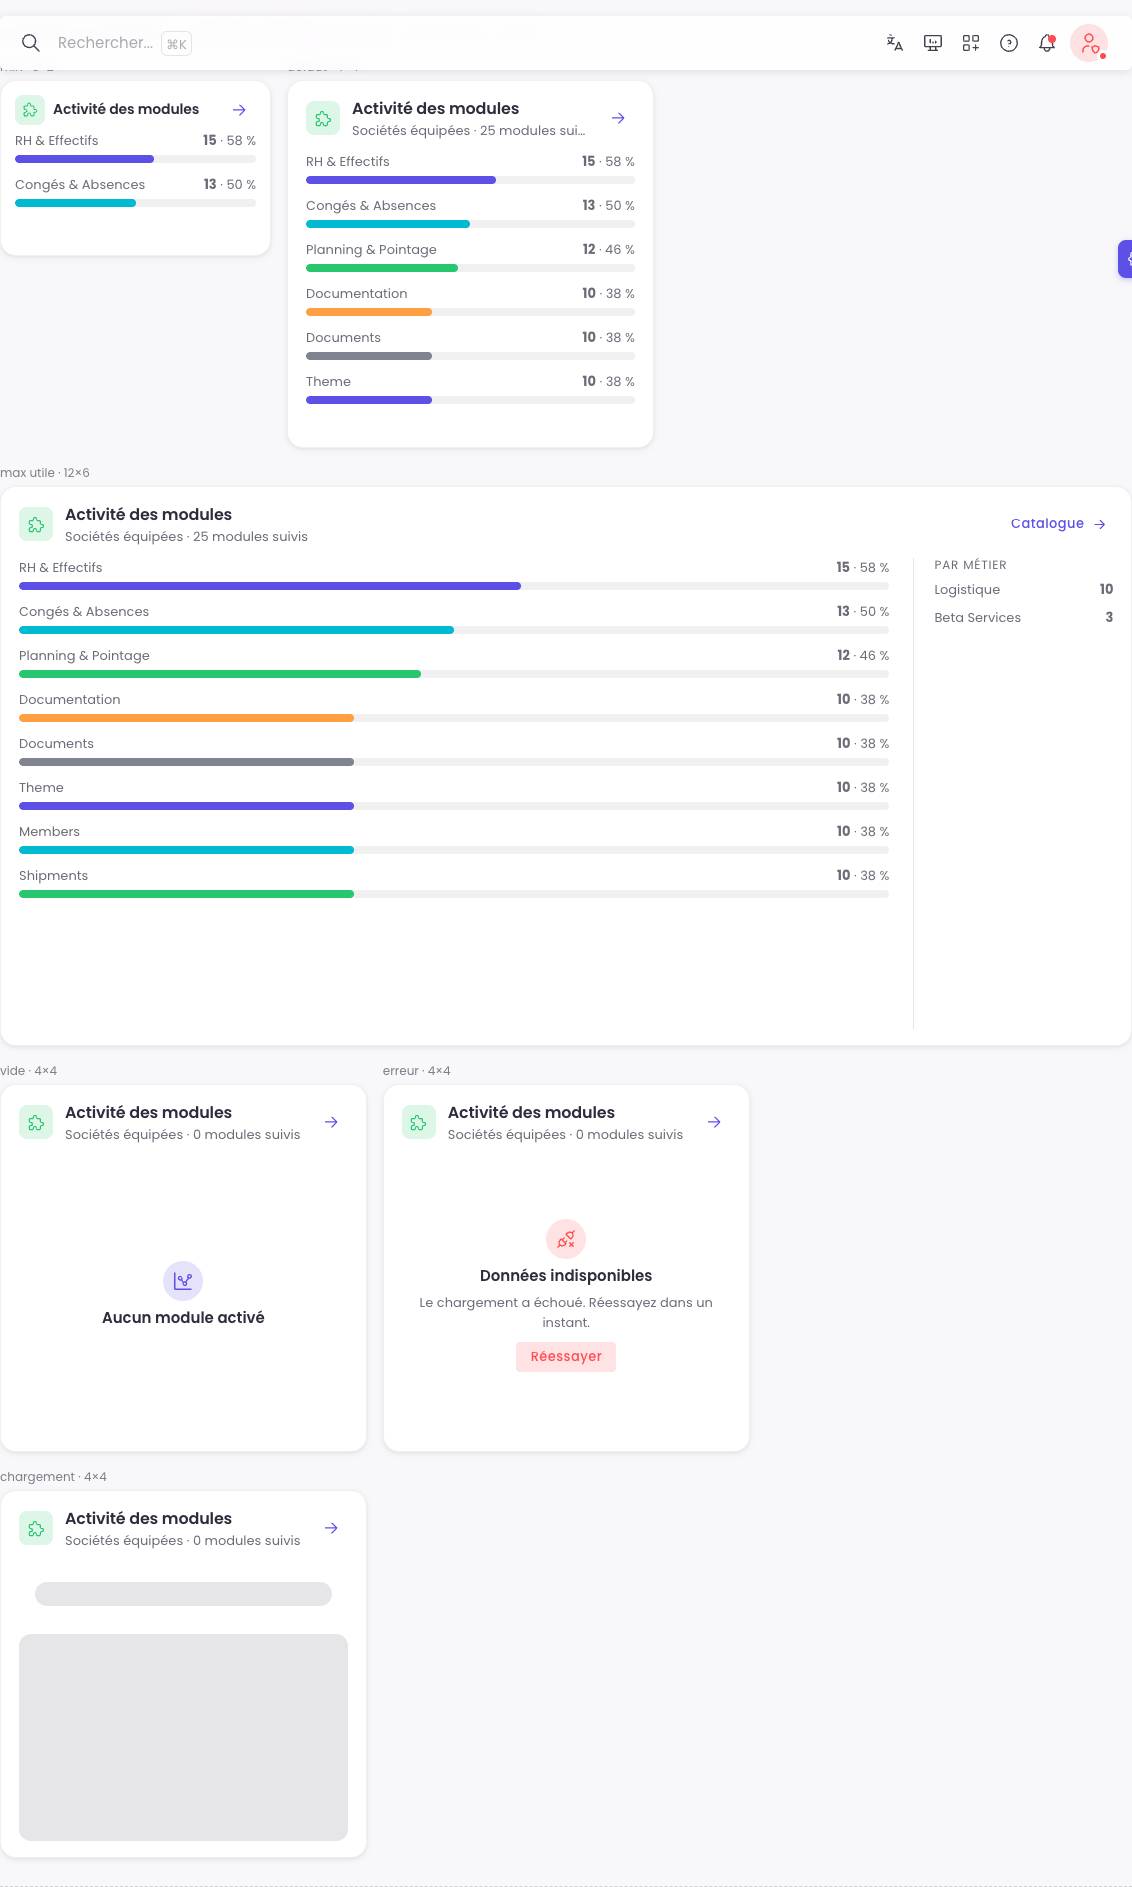 Rechercher... ⌘K
Activité des modules
RH & Effectifs 15 · 58 %
Congés & Absences 13 · 50 %
Activité des modules
Sociétés équipées · 25 modules sui...
RH & Effectifs 15 · 58 %
Congés & Absences 13 · 50 %
Planning & Pointage 12 · 46 %
Documentation 10 · 38 %
Documents 10 · 38 %
Theme 10 · 38 %
max utile · 12×6
Activité des modules
Sociétés équipées · 25 modules suivis
Catalogue →
RH & Effectifs 15 · 58 %
Congés & Absences 13 · 50 %
Planning & Pointage 12 · 46 %
Documentation 10 · 38 %
Documents 10 · 38 %
Theme 10 · 38 %
Members 10 · 38 %
Shipments 10 · 38 %
PAR MÉTIER
Logistique 10
Beta Services 3
vide · 4×4
Activité des modules
Sociétés équipées · 0 modules suivis
Aucun module activé
erreur · 4×4
Activité des modules
Sociétés équipées · 0 modules suivis
Données indisponibles
Le chargement a échoué. Réessayez dans un
instant.
Réessayer
chargement · 4×4
Activité des modules
Sociétés équipées · 0 modules suivis